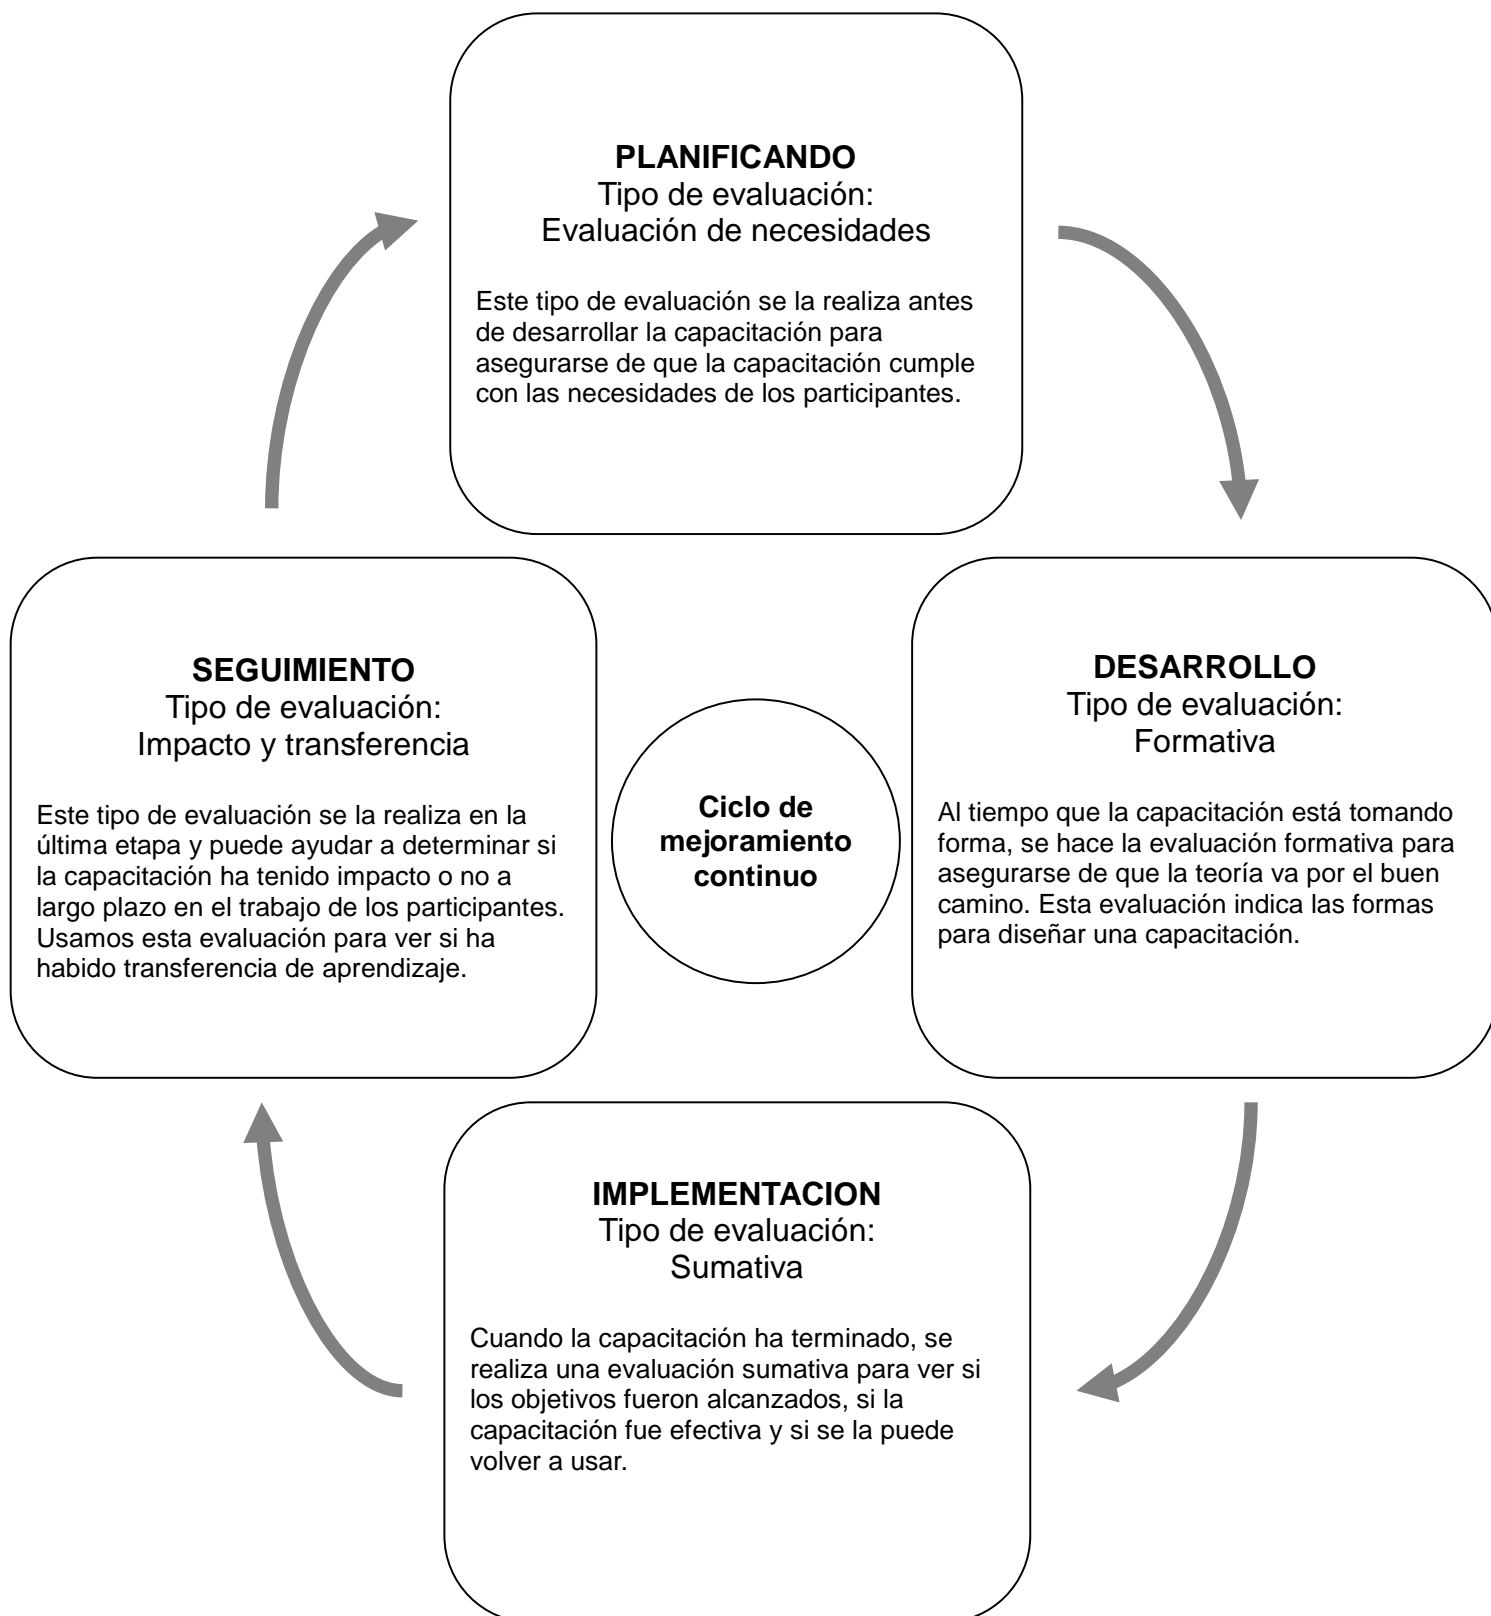 PLANIFICANDO
Tipo de evaluación:
Evaluación de necesidades
Este tipo de evaluación se la realiza antes
de desarrollar la capacitación para
asegurarse de que la capacitación cumple
con las necesidades de los participantes.
SEGUIMIENTO
Tipo de evaluación:
Impacto y transferencia
Este tipo de evaluación se la realiza en la
última etapa y puede ayudar a determinar si
la capacitación ha tenido impacto o no a
largo plazo en el trabajo de los participantes.
Usamos esta evaluación para ver si ha
habido transferencia de aprendizaje.
Ciclo de
mejoramiento
continuo
DESARROLLO
Tipo de evaluación:
Formativa
Al tiempo que la capacitación está tomando
forma, se hace la evaluación formativa para
asegurarse de que la teoría va por el buen
camino. Esta evaluación indica las formas
para diseñar una capacitación.
IMPLEMENTACION
Tipo de evaluación:
Sumativa
Cuando la capacitación ha terminado, se
realiza una evaluación sumativa para ver si
los objetivos fueron alcanzados, si la
capacitación fue efectiva y si se la puede
volver a usar.